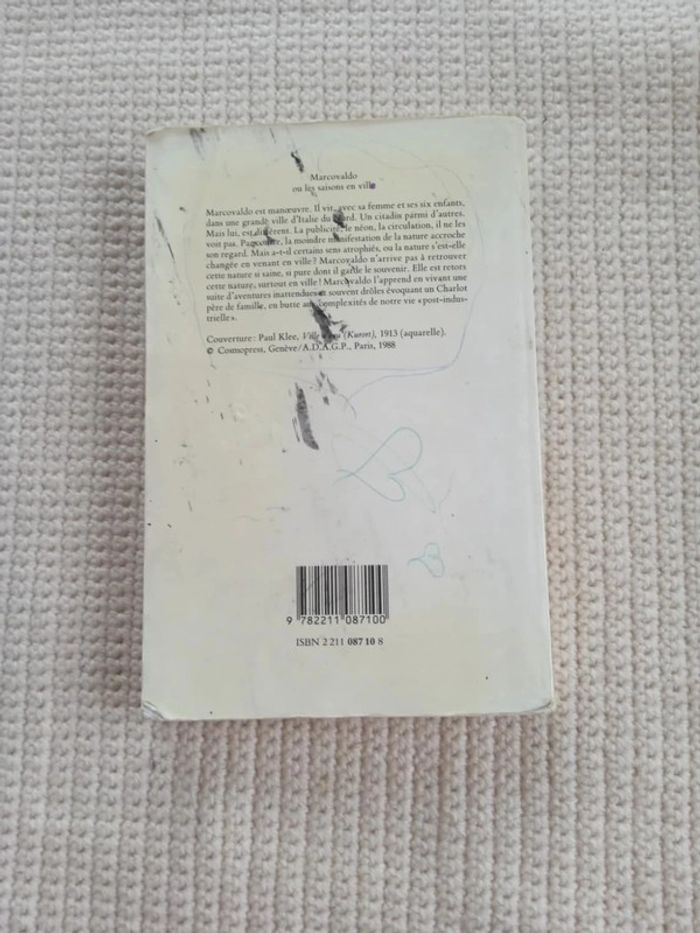 Marcovaldo
ou les saisons en ville
Marcovaldo est manœuvre. Il vit, avec sa femme et ses six enfants,
dans une grande ville d'Italie du Nord. Un citadin parmi d'autres.
Mais lui, est différent. La publicité, le néon, la circulation, il ne les
voit pas. Par contre, la moindre manifestation de la nature accroche
son regard. Mais a-t-il certains sens atrophiés, ou la nature s'est-elle
changée en venant en ville? Marcovaldo n'arrive pas à retrouver
cette nature si saine, si pure dont il garde le souvenir. Elle est retors
cette nature, surtout en ville! Marcovaldo l'apprend en vivant une
suite d'aventures inattendues et souvent drôles évoquant un Charlot
père de famille, en butte aux complexités de notre vie «post-indus-
trielle».
Couverture: Paul Klee, (Kurort), 1913 (aquarelle).
© Cosmopress, Genève/A.D.A.G.P., Paris, 1988
9 782211 087100
ISBN 2 211 087 10 8